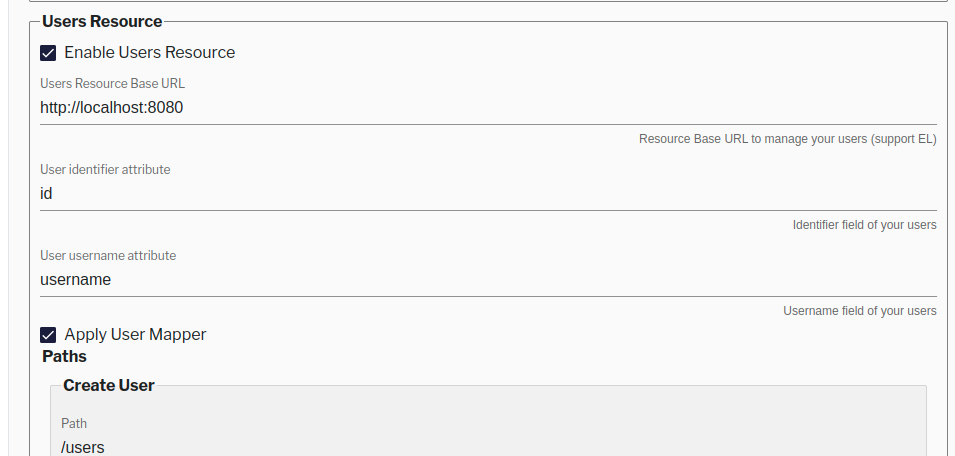 Users Resource
Enable Users Resource
Users Resource Base URL
http://localhost:8080
Resource Base URL to manage your users (support EL)
User identifier attribute
id
Identifier field of your users
User username attribute
username
Username field of your users
Apply User Mapper
Paths
Create User
Path
/users